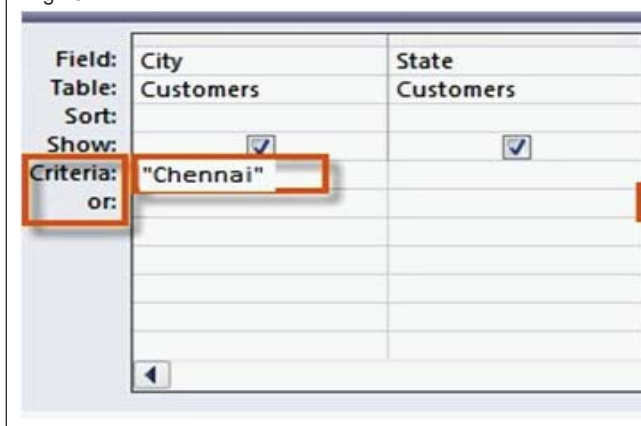 Field: City State
Table: Customers Customers
Sort:
Show:
Criteria: "Chennai"
or: